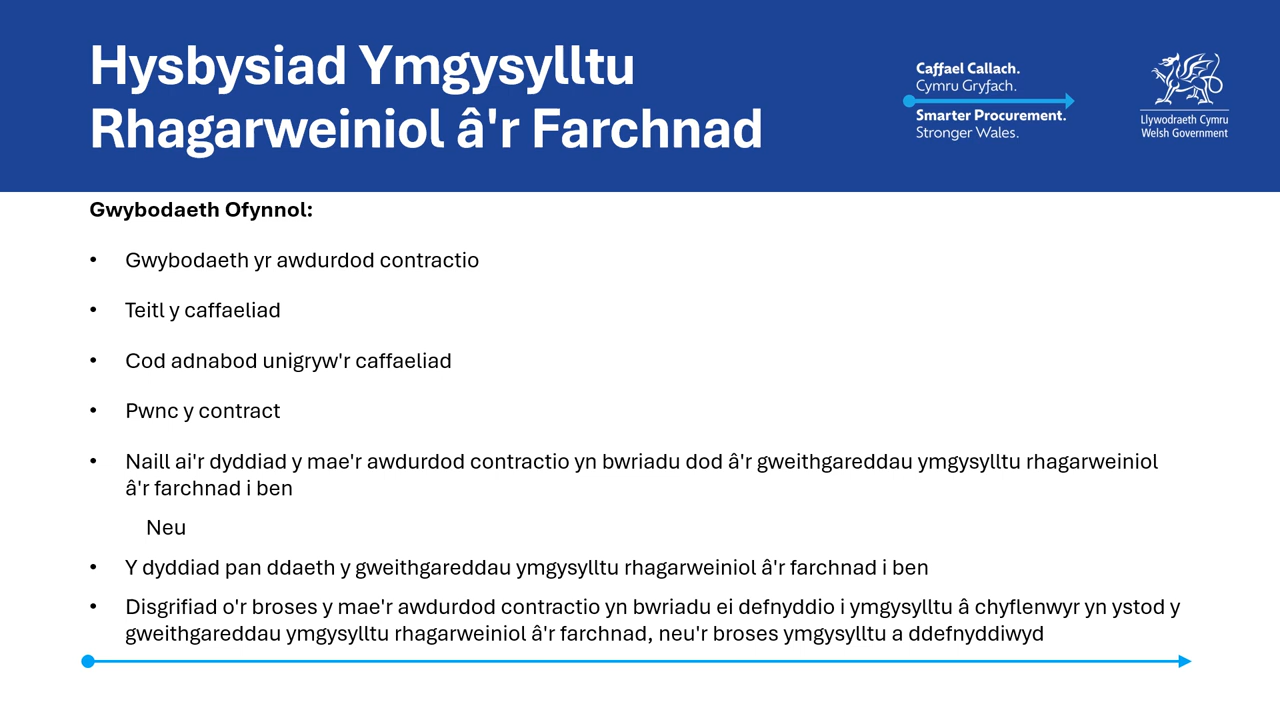 Hysbysiad Ymgysylltu
Rhagarweiniol â'r Farchnad
Caffael Callach.
Cymru Gryfach.
Smarter Procurement.
Stronger Wales.
Llywodraeth Cymru
Welsh Government
Gwybodaeth Ofynnol:
• Gwybodaeth yr awdurdod contractio
• Teitl y caffaeliad
• Cod adnabod unigryw'r caffaeliad
• Pwnc y contract
• Naill ai'r dyddiad y mae'r awdurdod contractio yn bwriadu dod â'r gweithgareddau ymgysylltu rhagarweiniol
â'r farchnad i ben
Neu
• Y dyddiad pan ddaeth y gweithgareddau ymgysylltu rhagarweiniol â'r farchnad i ben
• Disgrifiad o'r broses y mae'r awdurdod contractio yn bwriadu ei defnyddio i ymgysylltu â chyflenwyr yn ystod y
gweithgareddau ymgysylltu rhagarweiniol â'r farchnad, neu'r broses ymgysylltu a ddefnyddiwyd